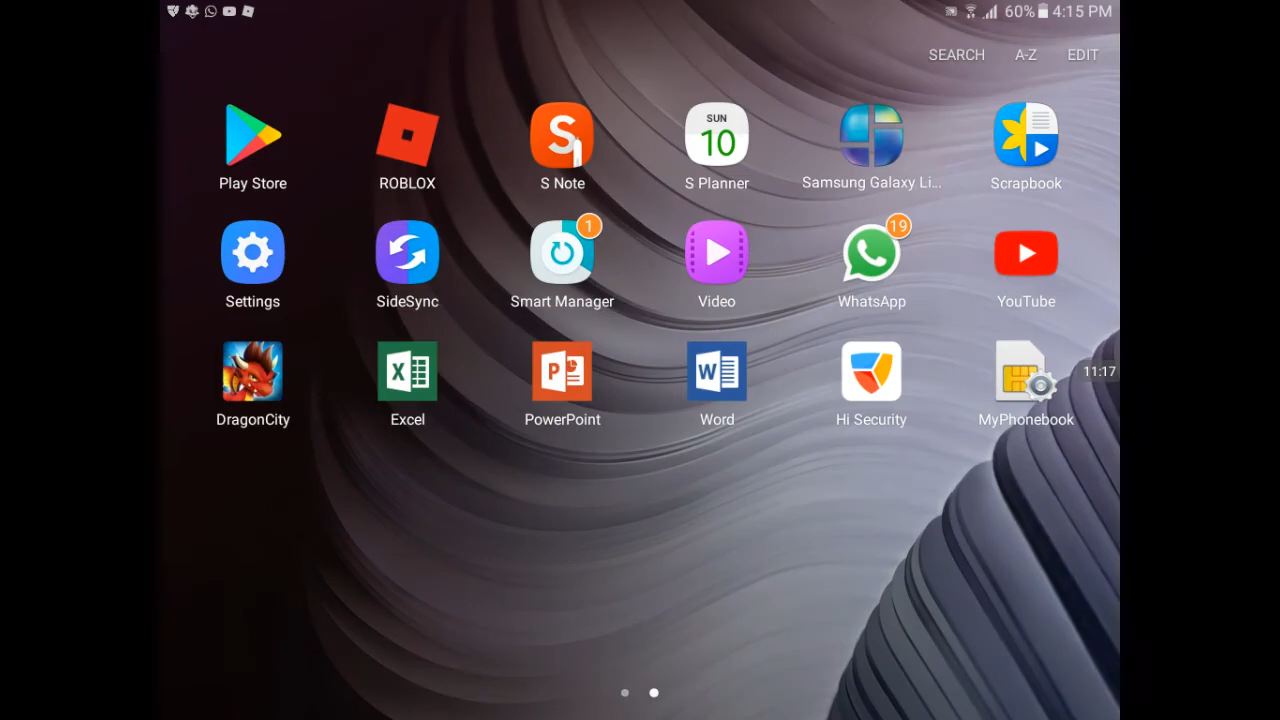 60% 4:15 PM
SEARCH A-Z EDIT
SUN
10
Play Store ROBLOX S Note S Planner Samsung Galaxy Li... Scrapbook
1 19
Settings SideSync Smart Manager Video WhatsApp YouTube
11:17
DragonCity Excel PowerPoint Word Hi Security MyPhonebook